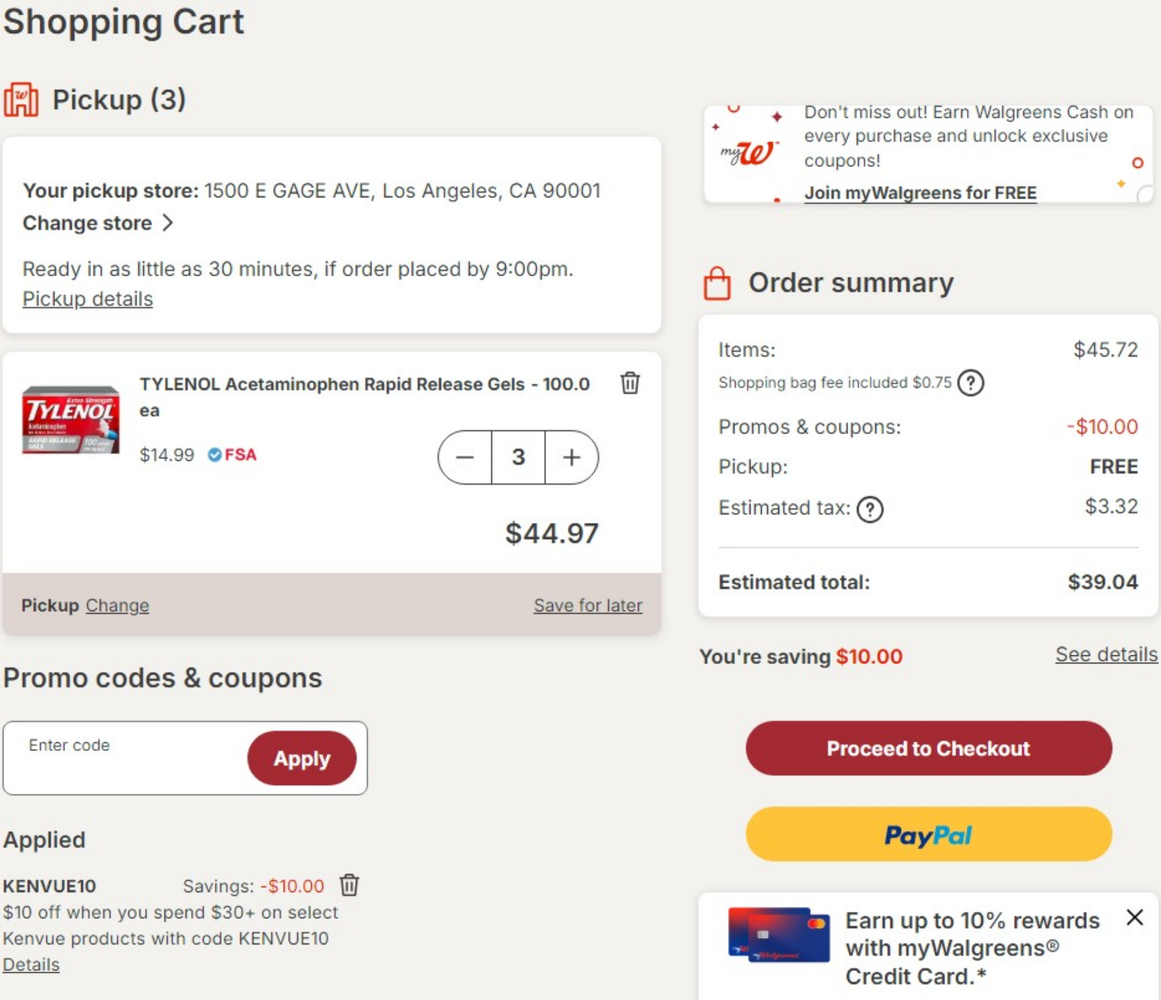 Shopping Cart
Pickup (3)
Your pickup store: 1500 E GAGE AVE, Los Angeles, CA 90001
Change store
Ready in as little as 30 minutes, if order placed by 9:00pm.
Pickup details
TYLENOL Acetaminophen Rapid Release Gels - 100.0
ea
Extra Strength
TYLENOL
Acetaminophen
RAPID RELEASE
GELS
100
$14.99 FSA
3
$44.97
Pickup Change
Save for later
Promo codes & coupons
Enter code
Apply
Applied
KENVUE10 Savings: -$10.00
$10 off when you spend $30+ on select
Kenvue products with code KENVUE10
Details
myW
Don't miss out! Earn Walgreens Cash on
every purchase and unlock exclusive
coupons!
Join myWalgreens for FREE
Order summary
Items: $45.72
Shopping bag fee included $0.75 ?
Promos & coupons: -$10.00
Pickup: FREE
Estimated tax: ? $3.32
Estimated total: $39.04
You're saving $10.00
See details
Proceed to Checkout
PayPal
Earn up to 10% rewards
with myWalgreens®
Credit Card.*